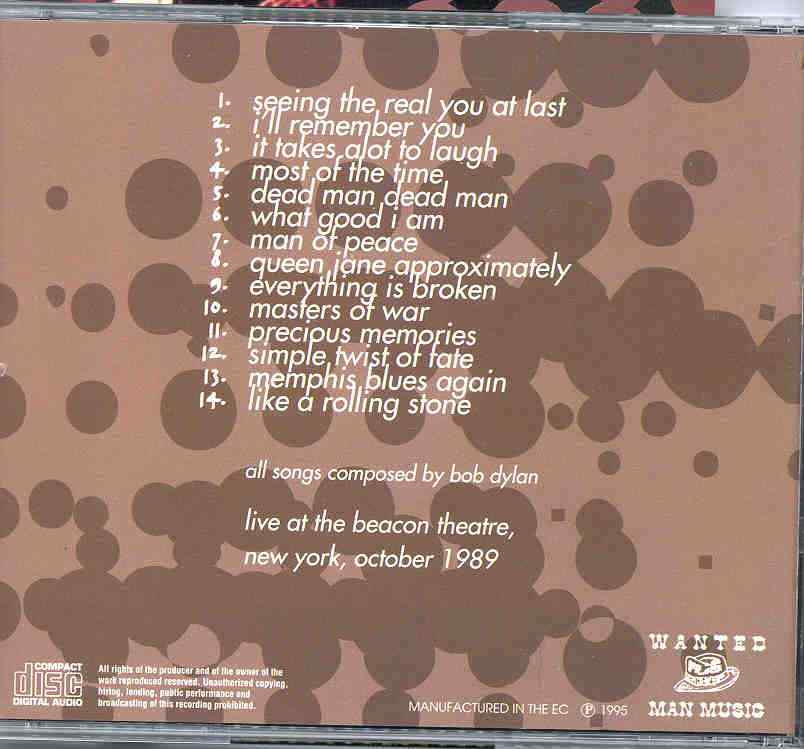 1. seeing the real you at last
2. i'll remember you
3. it takes alot to laugh
4. most of the time
5. dead man dead man
6. what good i am
7. man of peace
8. queen jane approximately
9. everything is broken
10. masters of war
11. precious memories
12. simple twist of fate
13. memphis blues again
14. like a rolling stone
all songs composed by bob dylan
live at the beacon theatre,
new york, october 1989
COMPACT
disc
DIGITAL AUDIO
All rights of the producer and of the owner of the
work reproduced reserved. Unauthorized copying,
hiring, lending, public performance and
broadcasting of this recording prohibited.
MANUFACTURED IN THE EC ℗ 1995
WANTED
MAN MUSIC